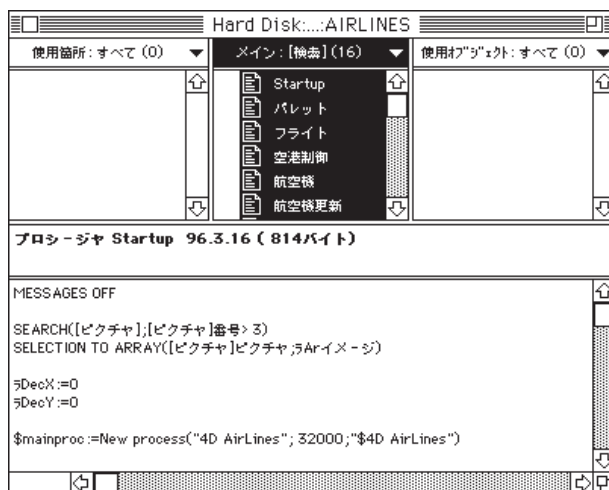 Hard Disk:...:AIRLINES
使用箇所：すべて (0)
メイン：[検索] (16)
使用ｵﾌﾞｼﾞｪｸﾄ：すべて (0)
Startup
パレット
フライト
空港制御
航空機
航空機更新
プロシージャ Startup 96.3.16 ( 814バイト)
MESSAGES OFF
SEARCH([ピクチャ];[ピクチャ]番号> 3)
SELECTION TO ARRAY([ピクチャ]ピクチャ;ﾗArイメージ)
ﾗDecX:=0
ﾗDecY:=0
$mainproc:=New process("4D AirLines"; 32000;"$4D AirLines")